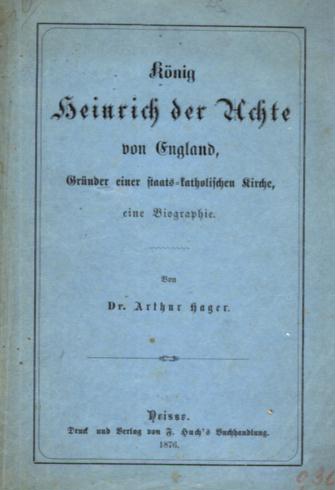 König
Heinrich der Achte
von England,
Gründer einer staats-katholischen Kirche,
eine Biographie.
Von
Dr. Arthur Hager.
Neisse.
Druck und Verlag von F. Huch's Buchhandlung.
1876.